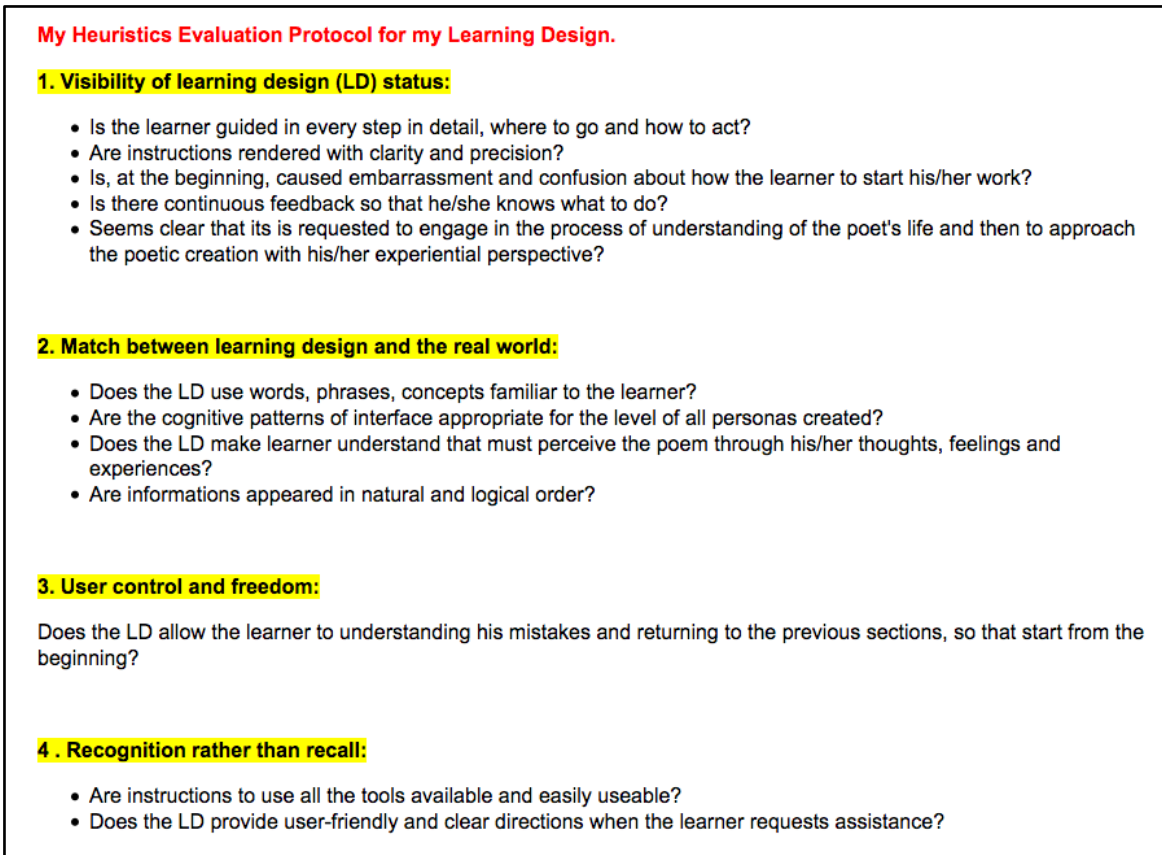 My Heuristics Evaluation Protocol for my Learning Design.
1. Visibility of learning design (LD) status:
• Is the learner guided in every step in detail, where to go and how to act?
• Are instructions rendered with clarity and precision?
• Is, at the beginning, caused embarrassment and confusion about how the learner to start his/her work?
• Is there continuous feedback so that he/she knows what to do?
• Seems clear that its is requested to engage in the process of understanding of the poet's life and then to approach
the poetic creation with his/her experiential perspective?
2. Match between learning design and the real world:
• Does the LD use words, phrases, concepts familiar to the learner?
• Are the cognitive patterns of interface appropriate for the level of all personas created?
• Does the LD make learner understand that must perceive the poem through his/her thoughts, feelings and
experiences?
• Are informations appeared in natural and logical order?
3. User control and freedom:
Does the LD allow the learner to understanding his mistakes and returning to the previous sections, so that start from the
beginning?
4 . Recognition rather than recall:
• Are instructions to use all the tools available and easily useable?
• Does the LD provide user-friendly and clear directions when the learner requests assistance?